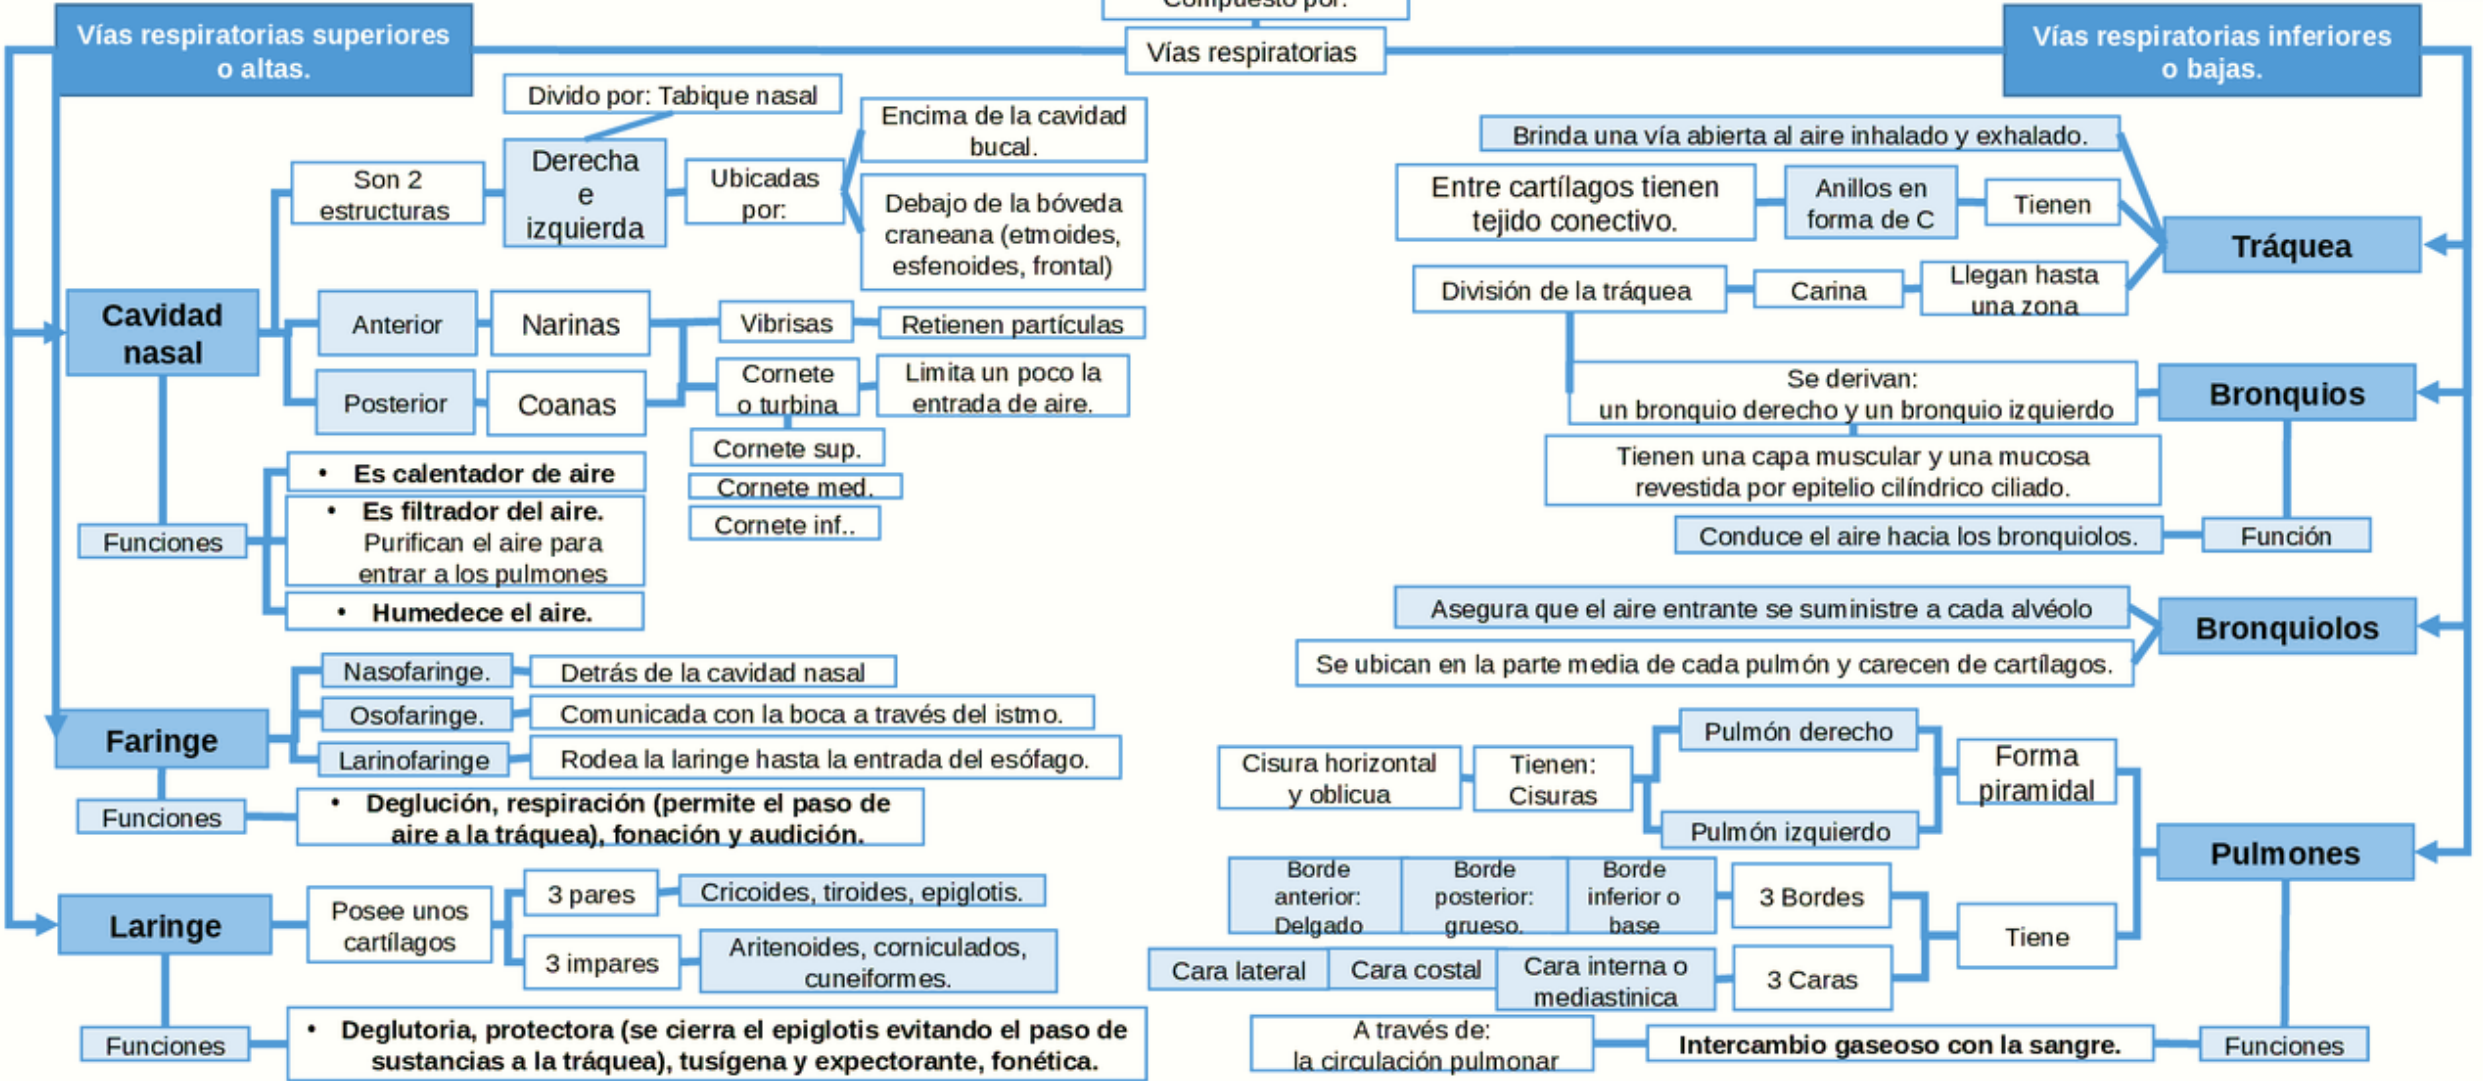 Compuesto por:
Vías respiratorias
Vías respiratorias superiores
o altas.
Divido por: Tabique nasal
Son 2
estructuras
Derecha
e
izquierda
Ubicadas
por:
Encima de la cavidad
bucal.
Debajo de la bóveda
craneana (etmoides,
esfenoides, frontal)
Cavidad
nasal
Anterior
Narinas
Vibrisas
Retienen partículas
Posterior
Coanas
Cornete
o turbina
Limita un poco la
entrada de aire.
Cornete sup.
Cornete med.
Cornete inf..
Funciones
• Es calentador de aire
• Es filtrador del aire.
Purifican el aire para
entrar a los pulmones
• Humedece el aire.
Faringe
Nasofaringe.
Detrás de la cavidad nasal
Osofaringe.
Comunicada con la boca a través del istmo.
Larinofaringe
Rodea la laringe hasta la entrada del esófago.
Funciones
• Deglución, respiración (permite el paso de
aire a la tráquea), fonación y audición.
Laringe
Posee unos
cartílagos
3 pares
Cricoides, tiroides, epiglotis.
3 impares
Aritenoides, corniculados,
cuneiformes.
Funciones
• Deglutoria, protectora (se cierra el epiglotis evitando el paso de
sustancias a la tráquea), tusígena y expectorante, fonética.
Vías respiratorias inferiores
o bajas.
Brinda una vía abierta al aire inhalado y exhalado.
Entre cartílagos tienen
tejido conectivo.
Anillos en
forma de C
Tienen
Tráquea
División de la tráquea
Carina
Llegan hasta
una zona
Se derivan:
un bronquio derecho y un bronquio izquierdo
Bronquios
Tienen una capa muscular y una mucosa
revestida por epitelio cilíndrico ciliado.
Conduce el aire hacia los bronquiolos.
Función
Asegura que el aire entrante se suministre a cada alvéolo
Bronquiolos
Se ubican en la parte media de cada pulmón y carecen de cartílagos.
Cisura horizontal
y oblicua
Tienen:
Cisuras
Pulmón derecho
Pulmón izquierdo
Forma
piramidal
Pulmones
Borde
anterior:
Delgado
Borde
posterior:
grueso.
Borde
inferior o
base
3 Bordes
Tiene
Cara lateral
Cara costal
Cara interna o
mediastinica
3 Caras
A través de:
la circulación pulmonar
Intercambio gaseoso con la sangre.
Funciones